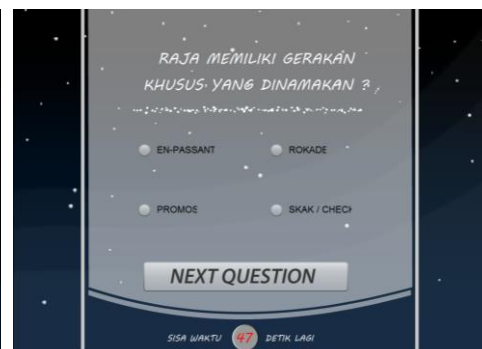 RAJA MEMILIKI GERAKAN
KHUSUS YANG DINAMAKAN ?
EN-PASSANT
ROKADE
PROMOS
SKAK / CHECK
NEXT QUESTION
SISA WAKTU 47 DETIK LAGI